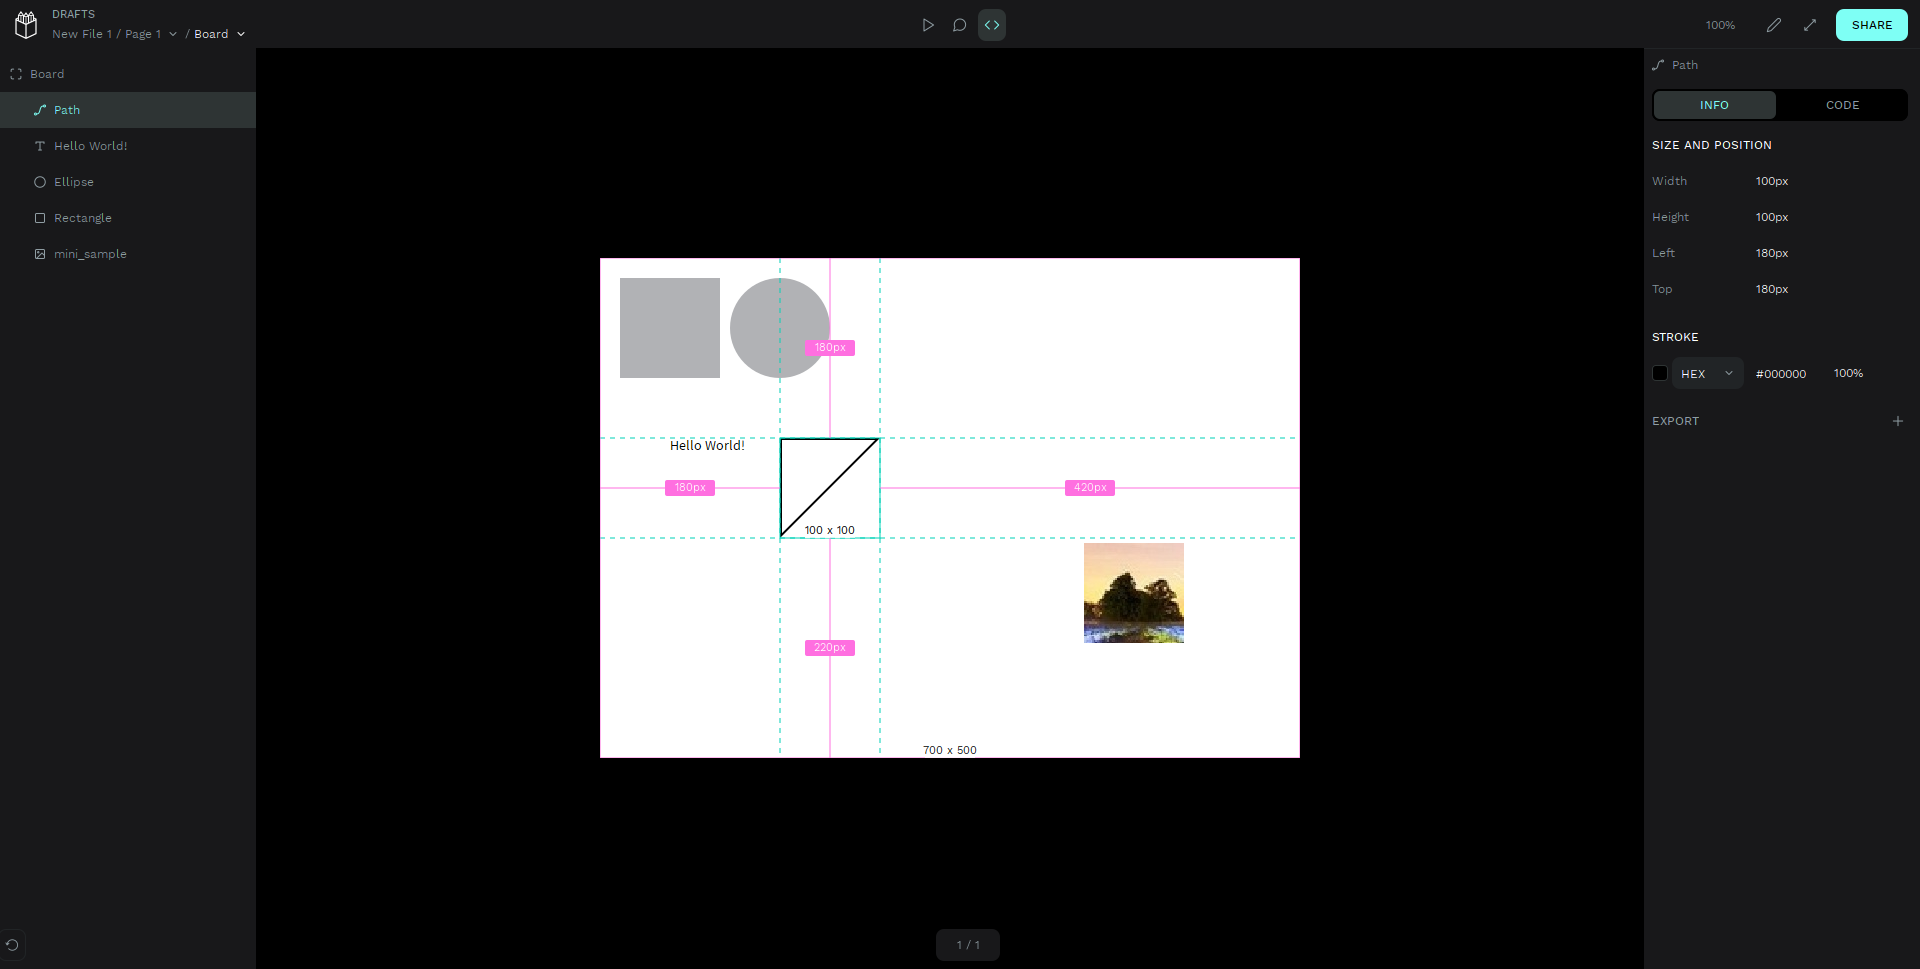 DRAFTS
New File 1 / Page 1 / Board
100%
SHARE
Board
Path
Hello World!
Ellipse
Rectangle
mini_sample
180px
Hello World!
180px
420px
100 x 100
220px
700 x 500
1 / 1
Path
INFO CODE
SIZE AND POSITION
Width 100px
Height 100px
Left 180px
Top 180px
STROKE
HEX #000000 100%
EXPORT